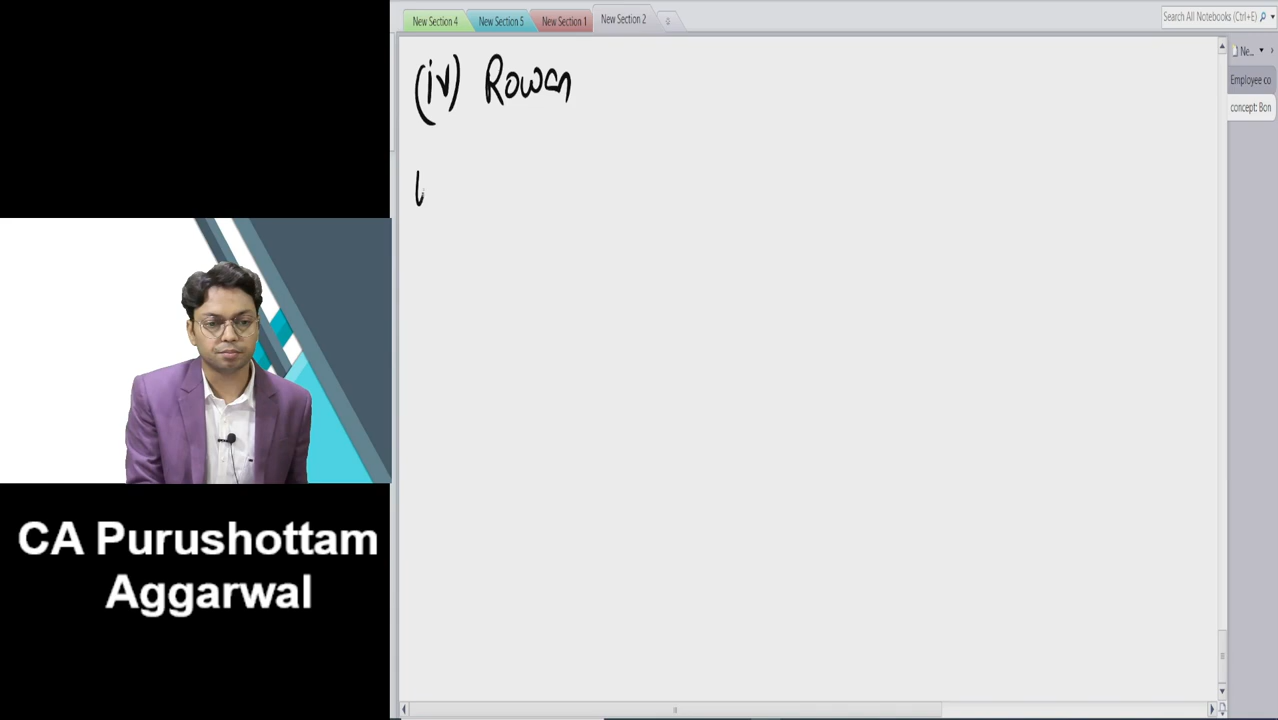 New Section 4
New Section 5
New Section 1
New Section 2
Search All Notebooks (Ctrl+E)
Ne...
Employee co
concept: Bon
(iv) Rowan
CA Purushottam
Aggarwal